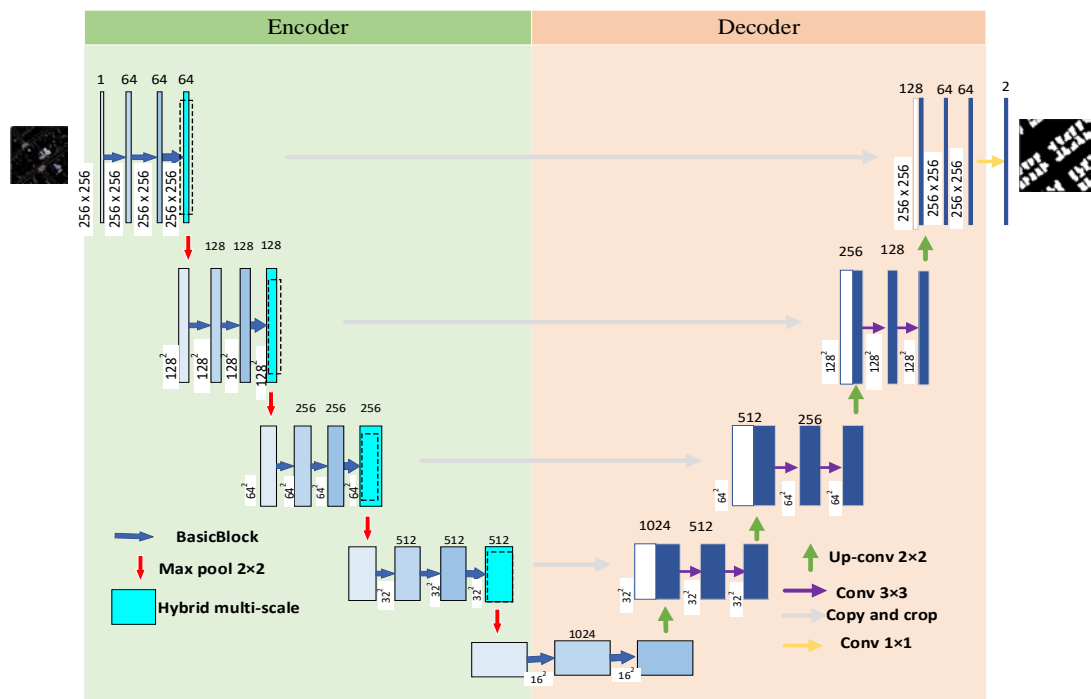 Encoder
Decoder
1 64 64 64
256 x 256 256 x 256 256 x 256 256 x 256
128 128 128
128² 128² 128² 128²
256 256 256
64² 64² 64² 64²
512 512 512
32² 32² 32²
1024
16² 16²
1024 512
32² 32² 32²
512 256
64² 64² 64²
256 128
128² 128² 128²
128 64 64 2
256 x 256 256 x 256 256 x 256
BasicBlock
Max pool 2×2
Hybrid multi-scale
Up-conv 2×2
Conv 3×3
Copy and crop
Conv 1×1